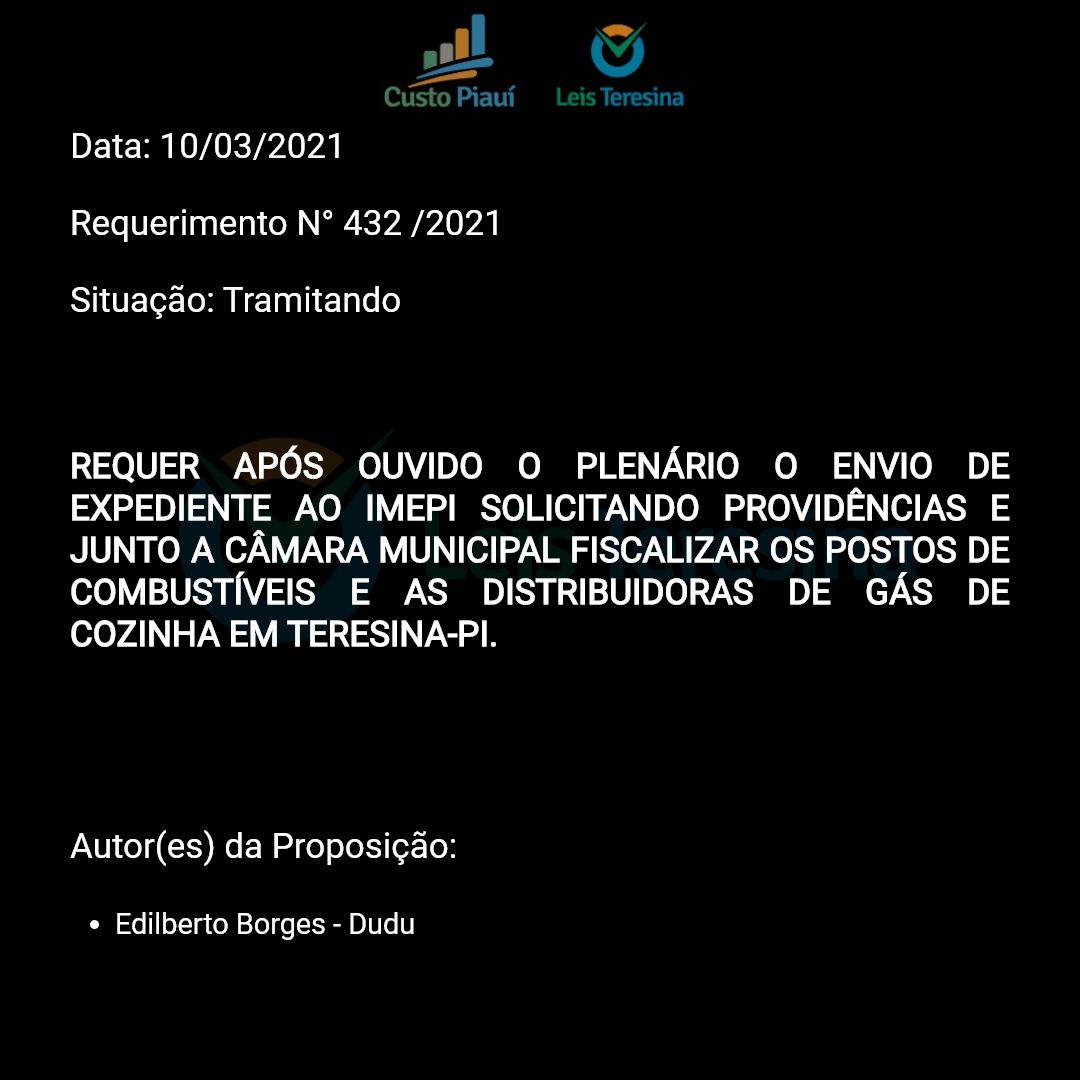 Custo Piauí
Leis Teresina
Data: 10/03/2021
Requerimento N° 432 /2021
Situação: Tramitando
REQUER APÓS OUVIDO O PLENÁRIO O ENVIO DE
EXPEDIENTE AO IMEPI SOLICITANDO PROVIDÊNCIAS E
JUNTO A CÂMARA MUNICIPAL FISCALIZAR OS POSTOS DE
COMBUSTÍVEIS E AS DISTRIBUIDORAS DE GÁS DE
COZINHA EM TERESINA-PI.
Leis Teresina
Autor(es) da Proposição:
• Edilberto Borges - Dudu